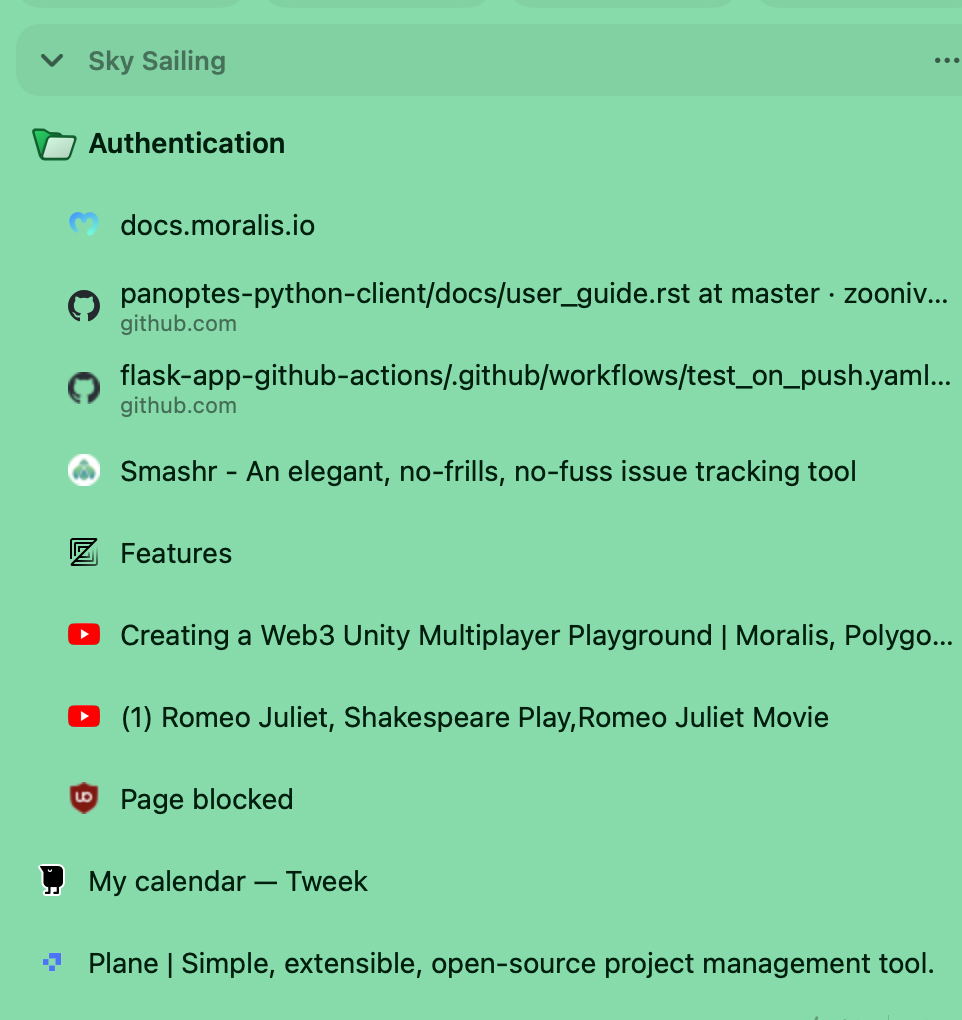 Sky Sailing
Authentication
docs.moralis.io
panoptes-python-client/docs/user_guide.rst at master · zooniv...
github.com
flask-app-github-actions/.github/workflows/test_on_push.yaml...
github.com
Smashr - An elegant, no-frills, no-fuss issue tracking tool
Features
Creating a Web3 Unity Multiplayer Playground | Moralis, Polygo...
(1) Romeo Juliet, Shakespeare Play,Romeo Juliet Movie
Page blocked
My calendar — Tweek
Plane | Simple, extensible, open-source project management tool.